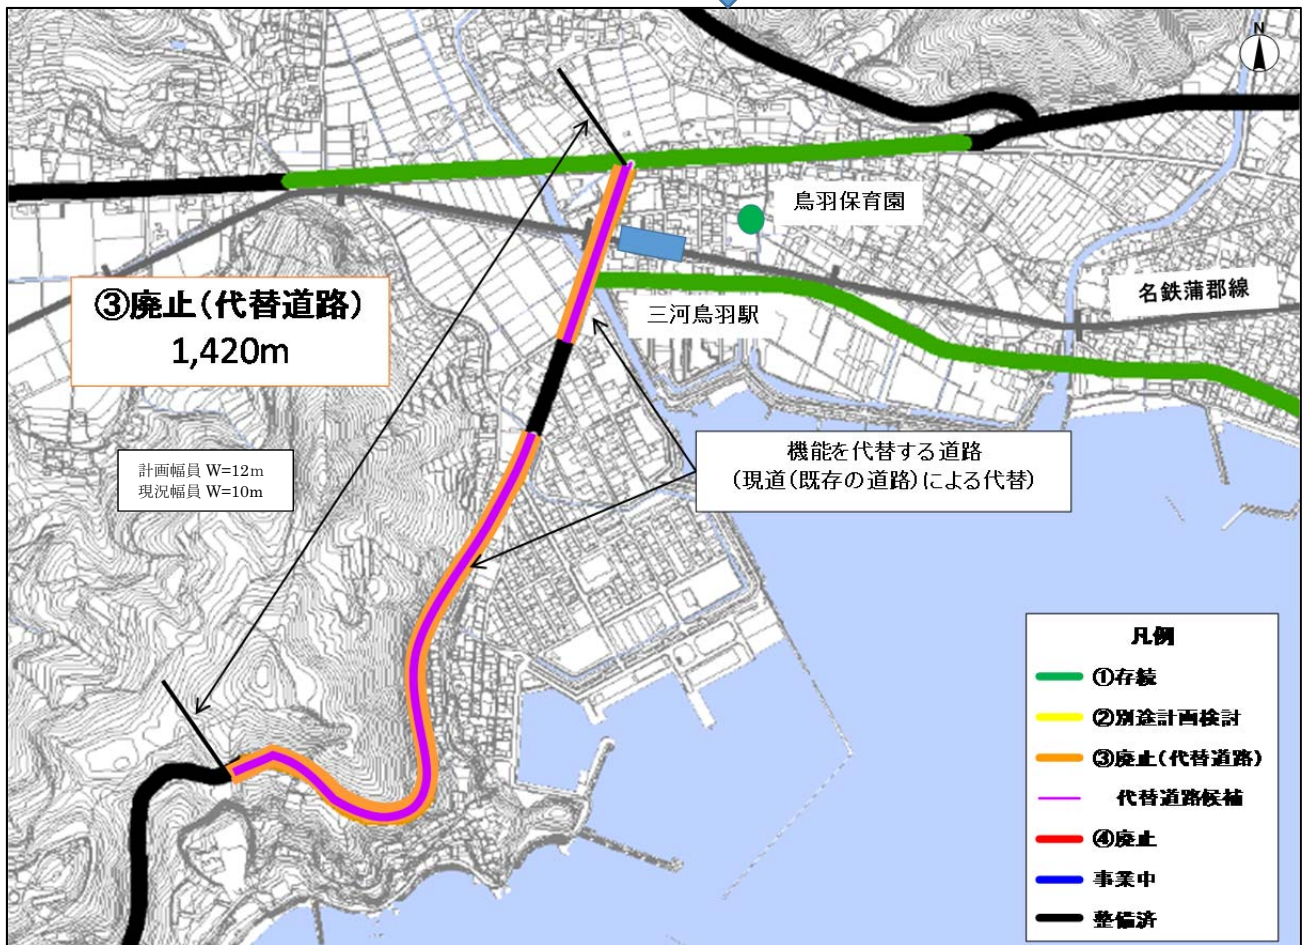 N
鳥羽保育園
名鉄蒲郡線
三河鳥羽駅
③廃止(代替道路)
1,420m
機能を代替する道路
(現道(既存の道路)による代替)
計画幅員 W=12m
現況幅員 W=10m
凡例
①存続
②別途計画検討
③廃止(代替道路)
代替道路候補
④廃止
事業中
整備済